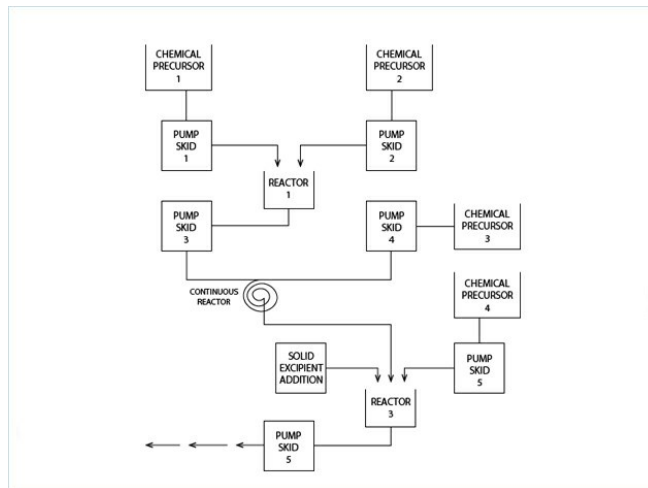 CHEMICAL
PRECURSOR
1
CHEMICAL
PRECURSOR
2
PUMP
SKID
1
PUMP
SKID
2
REACTOR
1
PUMP
SKID
3
PUMP
SKID
4
CHEMICAL
PRECURSOR
3
CONTINUOUS
REACTOR
CHEMICAL
PRECURSOR
4
SOLID
EXCIPIENT
ADDITION
PUMP
SKID
5
REACTOR
3
PUMP
SKID
5